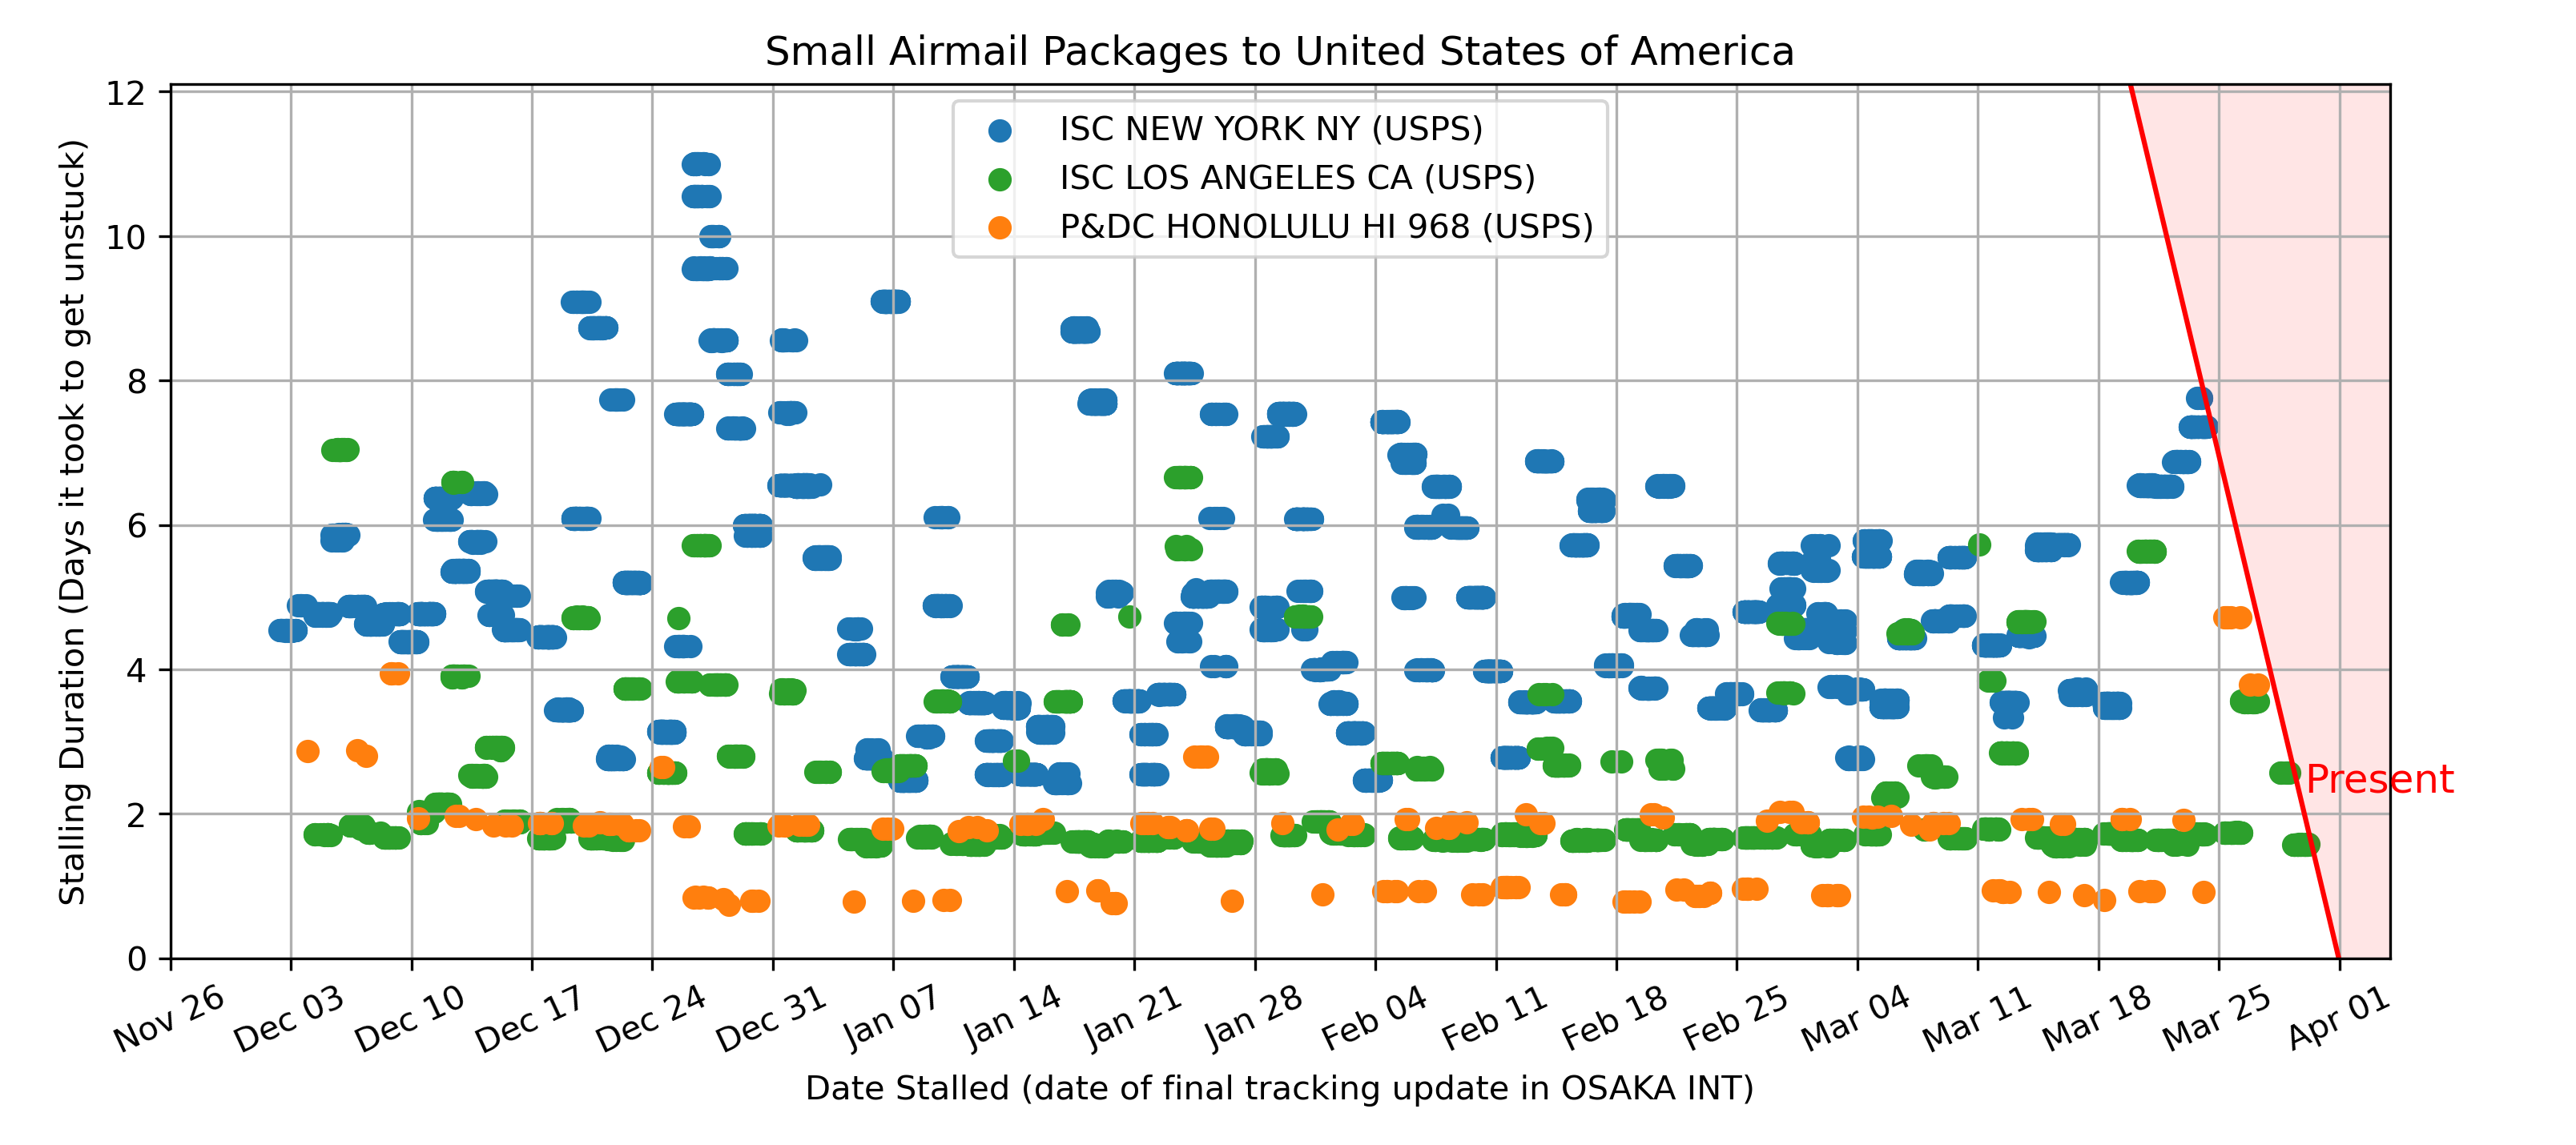 Small Airmail Packages to United States of America
12
10
8
6
4
2
0
Stalling Duration (Days it took to get unstuck)
ISC NEW YORK NY (USPS)
ISC LOS ANGELES CA (USPS)
P&DC HONOLULU HI 968 (USPS)
Present
Nov 26
Dec 03
Dec 10
Dec 17
Dec 24
Dec 31
Jan 07
Jan 14
Jan 21
Jan 28
Feb 04
Feb 11
Feb 18
Feb 25
Mar 04
Mar 11
Mar 18
Mar 25
Apr 01
Date Stalled (date of final tracking update in OSAKA INT)